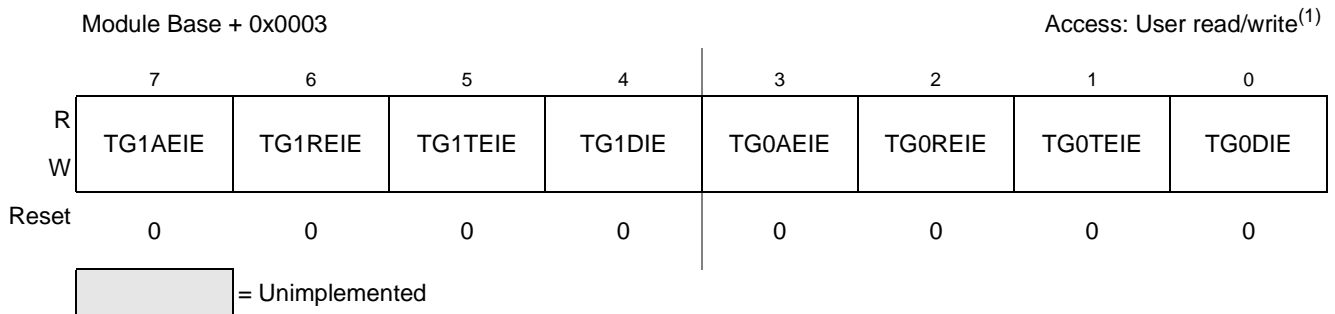 Module Base + 0x0003 Access: User read/write(1)
7 6 5 4 3 2 1 0
R
TG1AEIE TG1REIE TG1TEIE TG1DIE TG0AEIE TG0REIE TG0TEIE TG0DIE
W
Reset 0 0 0 0 0 0 0 0
= Unimplemented